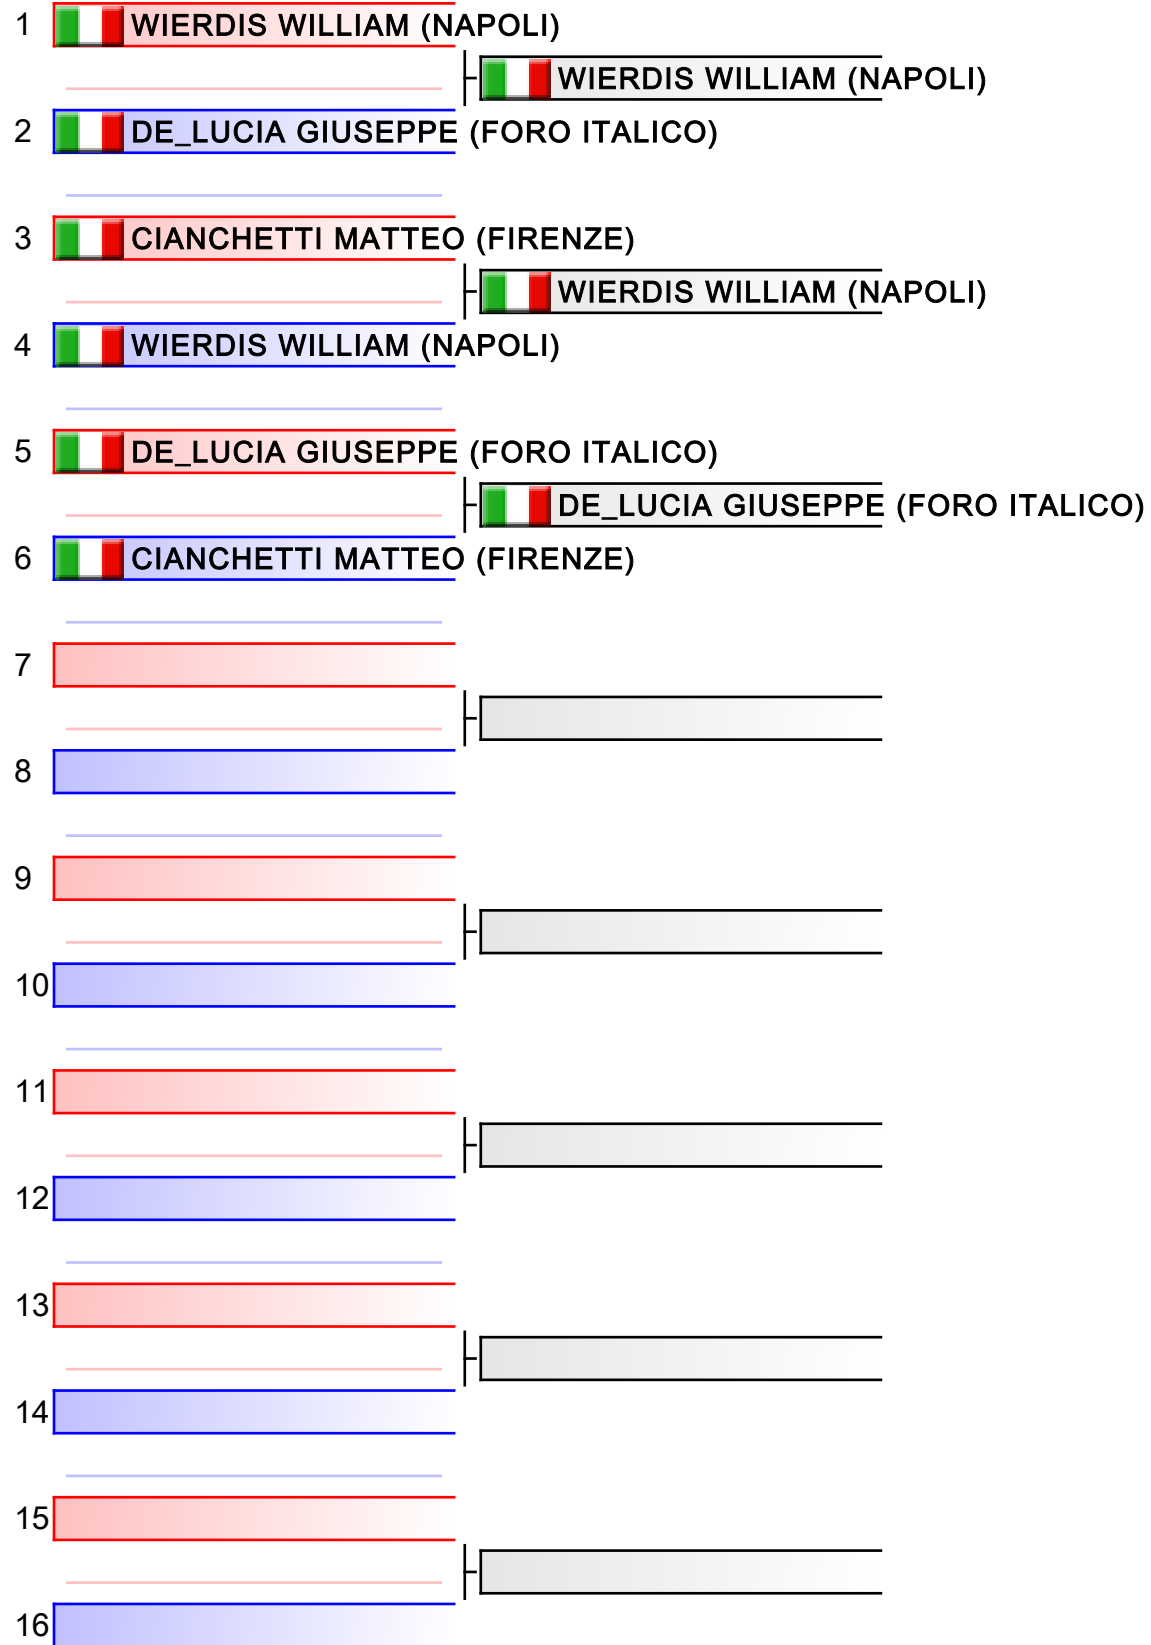 1 WIERDIS WILLIAM (NAPOLI)
WIERDIS WILLIAM (NAPOLI)
2 DE_LUCIA GIUSEPPE (FORO ITALICO)
3 CIANCHETTI MATTEO (FIRENZE)
WIERDIS WILLIAM (NAPOLI)
4 WIERDIS WILLIAM (NAPOLI)
5 DE_LUCIA GIUSEPPE (FORO ITALICO)
DE_LUCIA GIUSEPPE (FORO ITALICO)
6 CIANCHETTI MATTEO (FIRENZE)
7
8
9
10
11
12
13
14
15
16